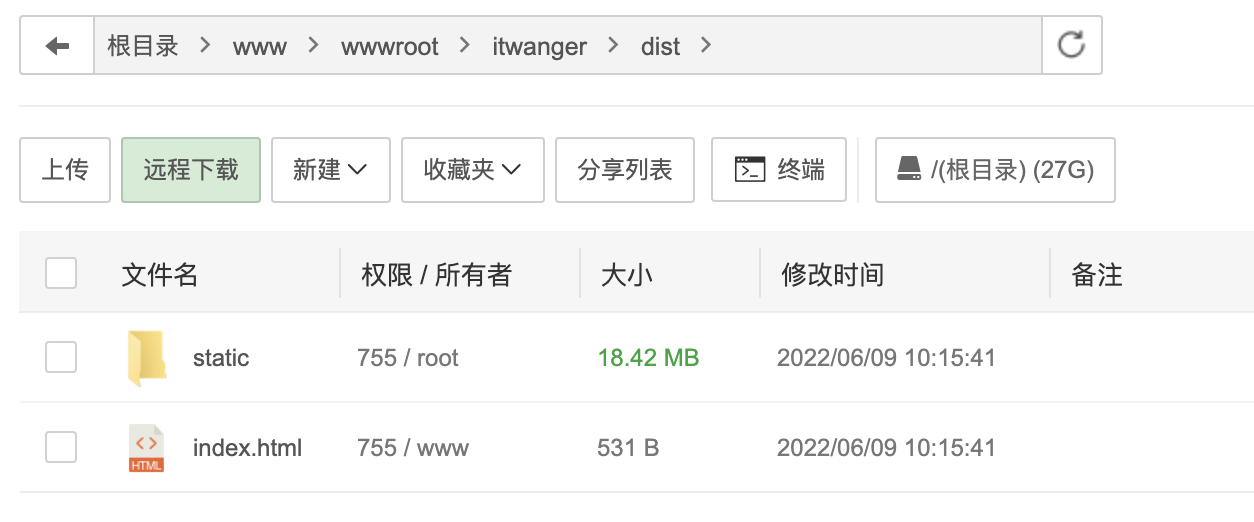 根目录 > www > wwwroot > itwanger > dist >
上传 远程下载 新建 收藏夹 分享列表 >_ 终端 /(根目录) (27G)
文件名 权限 / 所有者 大小 修改时间 备注
static 755 / root 18.42 MB 2022/06/09 10:15:41
<> HTML index.html 755 / www 531 B 2022/06/09 10:15:41